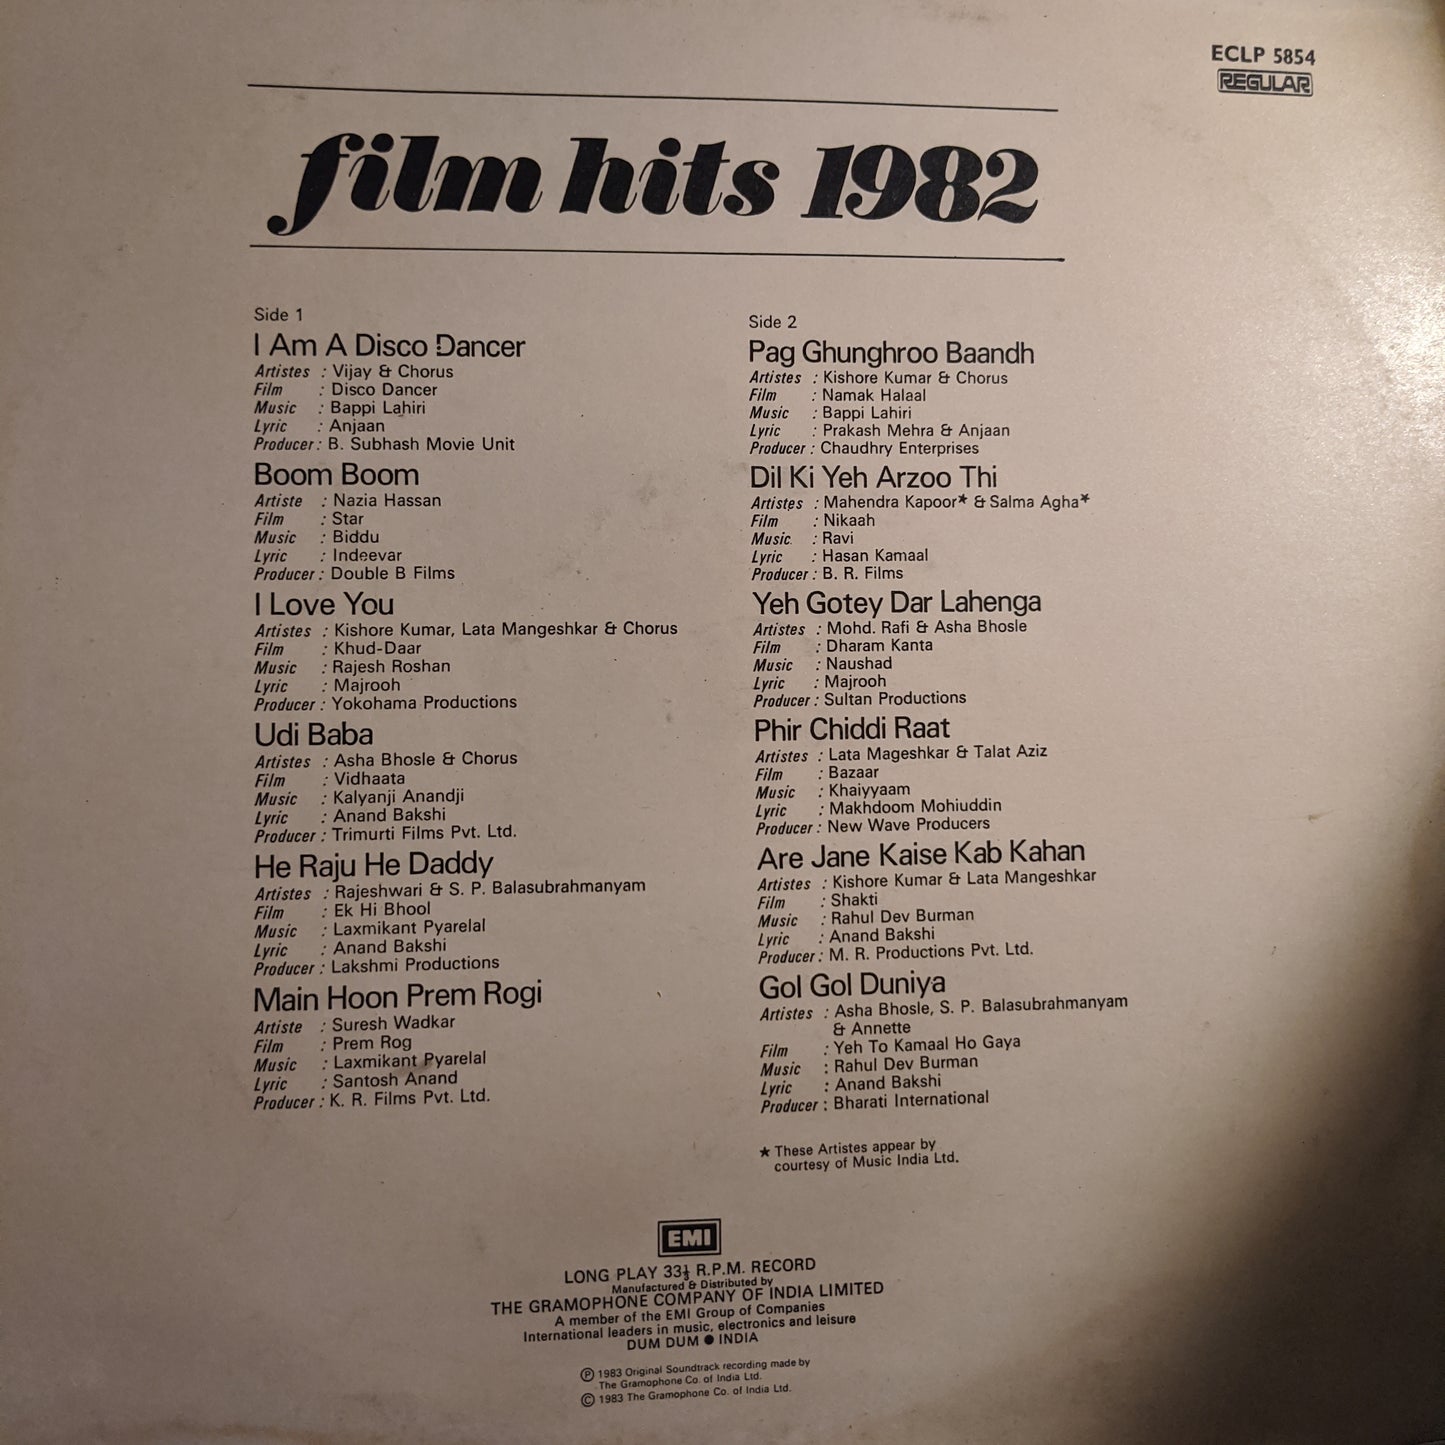 ECLP 5854
REGULAR
film hits 1982
Side 1
I Am A Disco Dancer
Artistes : Vijay & Chorus
Film : Disco Dancer
Music : Bappi Lahiri
Lyric : Anjaan
Producer : B. Subhash Movie Unit
Boom Boom
Artiste : Nazia Hassan
Film : Star
Music : Biddu
Lyric : Indeevar
Producer : Double B Films
I Love You
Artistes : Kishore Kumar, Lata Mangeshkar & Chorus
Film : Khud-Daar
Music : Rajesh Roshan
Lyric : Majrooh
Producer : Yokohama Productions
Udi Baba
Artistes : Asha Bhosle & Chorus
Film : Vidhaata
Music : Kalyanji Anandji
Lyric : Anand Bakshi
Producer : Trimurti Films Pvt. Ltd.
He Raju He Daddy
Artistes : Rajeshwari & S. P. Balasubrahmanyam
Film : Ek Hi Bhool
Music : Laxmikant Pyarelal
Lyric : Anand Bakshi
Producer : Lakshmi Productions
Main Hoon Prem Rogi
Artiste : Suresh Wadkar
Film : Prem Rog
Music : Laxmikant Pyarelal
Lyric : Santosh Anand
Producer : K. R. Films Pvt. Ltd.
Side 2
Pag Ghunghroo Baandh
Artistes : Kishore Kumar & Chorus
Film : Namak Halaal
Music : Bappi Lahiri
Lyric : Prakash Mehra & Anjaan
Producer : Chaudhry Enterprises
Dil Ki Yeh Arzoo Thi
Artistes : Mahendra Kapoor★ & Salma Agha★
Film : Nikaah
Music : Ravi
Lyric : Hasan Kamaal
Producer : B. R. Films
Yeh Gotey Dar Lahenga
Artistes : Mohd. Rafi & Asha Bhosle
Film : Dharam Kanta
Music : Naushad
Lyric : Majrooh
Producer : Sultan Productions
Phir Chiddi Raat
Artistes : Lata Mageshkar & Talat Aziz
Film : Bazaar
Music : Khaiyyaam
Lyric : Makhdoom Mohiuddin
Producer : New Wave Producers
Are Jane Kaise Kab Kahan
Artistes : Kishore Kumar & Lata Mangeshkar
Film : Shakti
Music : Rahul Dev Burman
Lyric : Anand Bakshi
Producer : M. R. Productions Pvt. Ltd.
Gol Gol Duniya
Artistes : Asha Bhosle, S. P. Balasubrahmanyam
& Annette
Film : Yeh To Kamaal Ho Gaya
Music : Rahul Dev Burman
Lyric : Anand Bakshi
Producer : Bharati International
★ These Artistes appear by
courtesy of Music India Ltd.
EMI
LONG PLAY 33⅓ R.P.M. RECORD
Manufactured & Distributed by
THE GRAMOPHONE COMPANY OF INDIA LIMITED
A member of the EMI Group of Companies
International leaders in music, electronics and leisure
DUM DUM ● INDIA
Ⓟ 1983 Original Soundtrack recording made by
The Gramophone Co. of India Ltd.
© 1983 The Gramophone Co. of India Ltd.